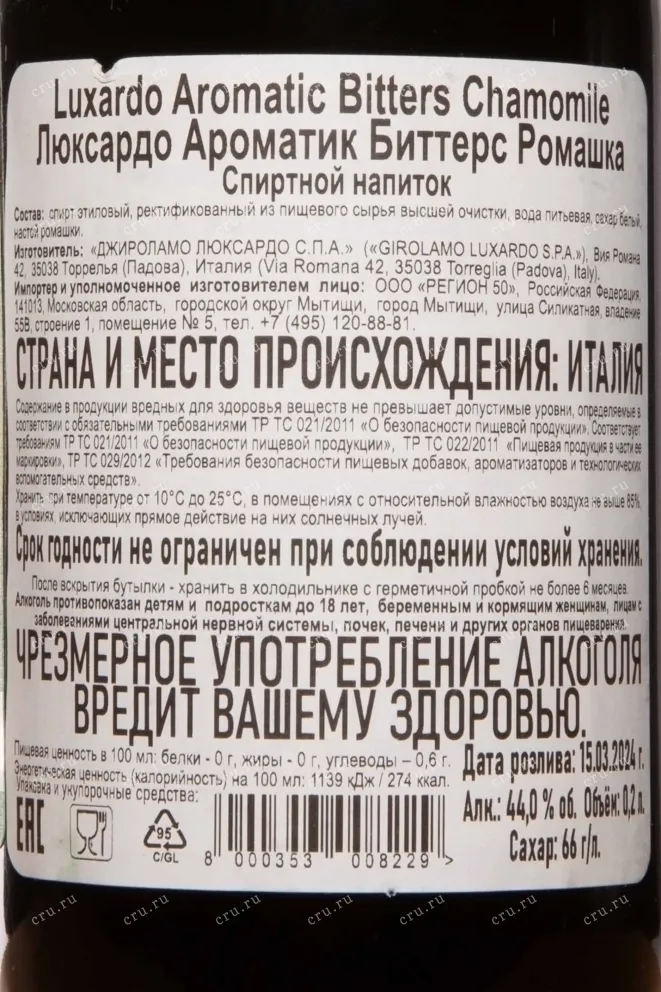 Luxardo Aromatic Bitters Chamomile
Люксардо Ароматик Биттерс Ромашка
Спиртной напиток
Состав: спирт этиловый, ректификованный из пищевого сырья высшей очистки, вода питьевая, сахар белый,
настой ромашки.
Изготовитель: «ДЖИРОЛАМО ЛЮКСАРДО С.П.А.» («GIROLAMO LUXARDO S.P.A.»), Виа Романа
42, 35038 Торрелья (Падова), Италия (Via Romana 42, 35038 Torreglia (Padova), Italy).
Импортер и уполномоченное изготовителем лицо: ООО «РЕГИОН 50», Российская Федерация,
141013, Московская область, городской округ Мытищи, город Мытищи, улица Силикатная, владение
55В, строение 1, помещение № 5, тел. +7 (495) 120-88-81.
СТРАНА И МЕСТО ПРОИСХОЖДЕНИЯ: ИТАЛИЯ
Содержание в продукции вредных для здоровья веществ не превышает допустимые уровни, определяемые в
соответствии с обязательными требованиями ТР ТС 021/2011 «О безопасности пищевой продукции». Соответствует
требованиям ТР ТС 021/2011 «О безопасности пищевой продукции», ТР ТС 022/2011 «Пищевая продукция в части ее
маркировки», ТР ТС 029/2012 «Требования безопасности пищевых добавок, ароматизаторов и технологических
вспомогательных средств».
Хранить при температуре от 10°С до 25°С, в помещениях с относительной влажностью воздуха не выше 85%,
в условиях, исключающих прямое действие на них солнечных лучей.
Срок годности не ограничен при соблюдении условий хранения.
После вскрытия бутылки - хранить в холодильнике с герметичной пробкой не более 6 месяцев.
Алкоголь противопоказан детям и подросткам до 18 лет, беременным и кормящим женщинам, лицам с
заболеваниями центральной нервной системы, почек, печени и других органов пищеварения.
ЧРЕЗМЕРНОЕ УПОТРЕБЛЕНИЕ АЛКОГОЛЯ
ВРЕДИТ ВАШЕМУ ЗДОРОВЬЮ.
Пищевая ценность в 100 мл: белки - 0 г, жиры - 0 г, углеводы – 0,6 г.
Энергетическая ценность (калорийность) на 100 мл: 1139 кДж / 274 ккал.
Упаковка и укупорочные средства:
Дата розлива: 15.03.2024 г.
Алк.: 44,0 % об. Объём: 0,2 л.
Сахар: 66 г/л.
EAC
95
C/GL
8 000353 008229 >
cru.ru